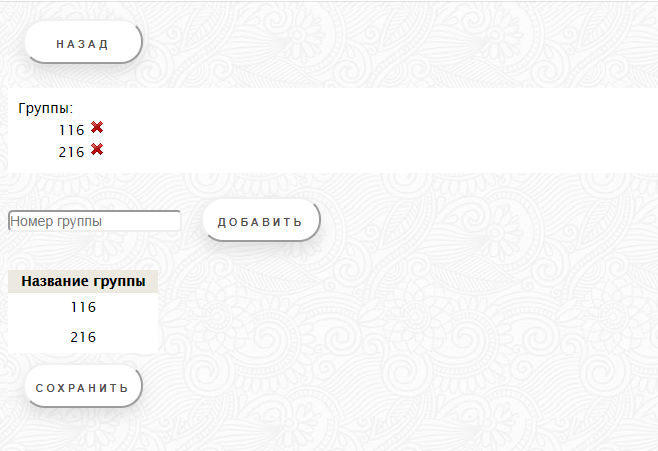 НАЗАД
Группы:
116
216
Номер группы
ДОБАВИТЬ
Название группы
116
216
СОХРАНИТЬ